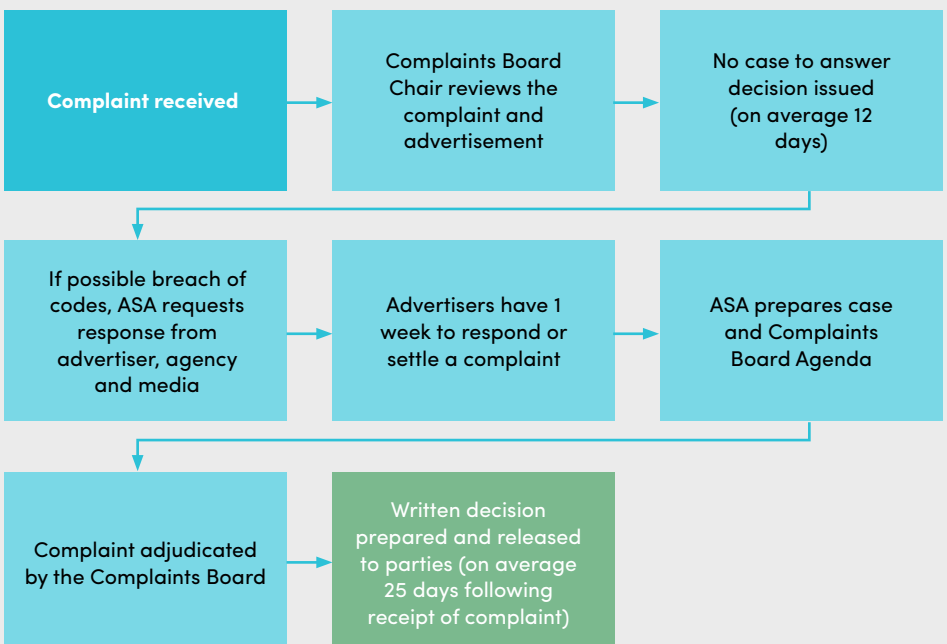 Complaint received
Complaints Board
Chair reviews the
complaint and
advertisement
No case to answer
decision issued
(on average 12
days)
If possible breach of
codes, ASA requests
response from
advertiser, agency
and media
Advertisers have 1
week to respond or
settle a complaint
ASA prepares case
and Complaints
Board Agenda
Complaint adjudicated
by the Complaints Board
Written decision
prepared and released
to parties (on average
25 days following
receipt of complaint)